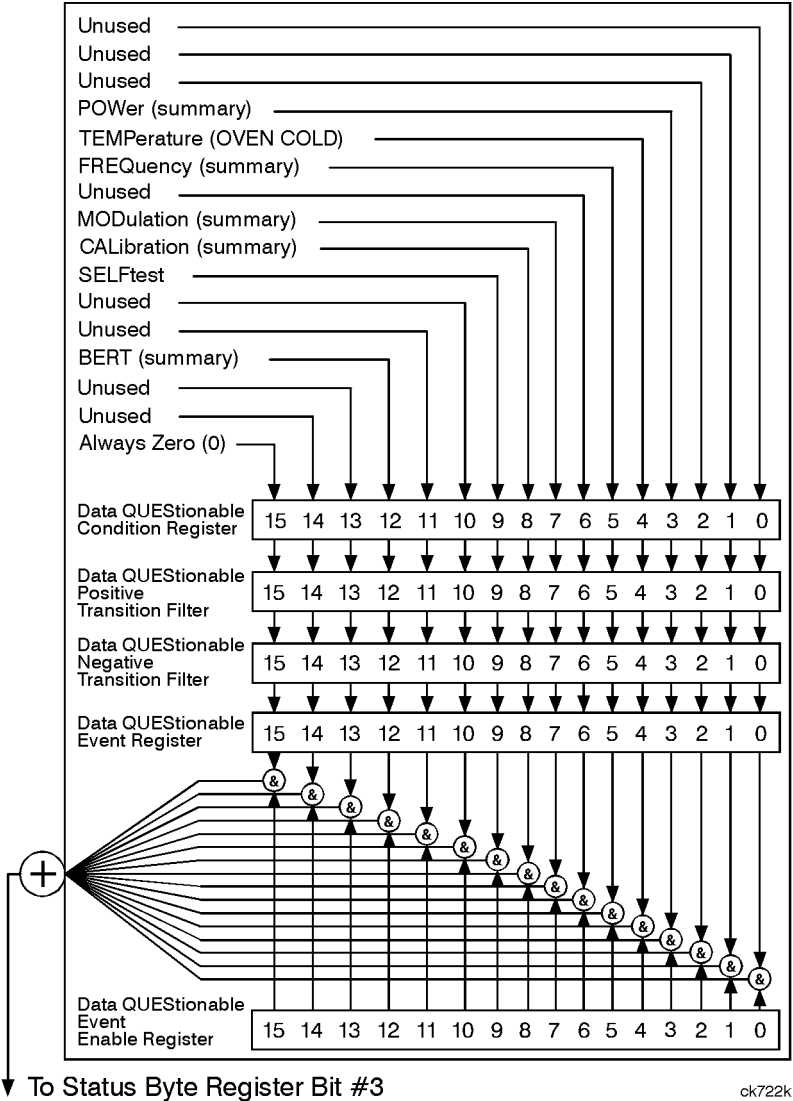 Unused
Unused
Unused
POWer (summary)
TEMPerature (OVEN COLD)
FREQuency (summary)
Unused
MODulation (summary)
CALibration (summary)
SELFtest
Unused
Unused
BERT (summary)
Unused
Unused
Always Zero (0)
Data QUEStionable
Condition Register
15 14 13 12 11 10 9 8 7 6 5 4 3 2 1 0
Data QUEStionable
Positive
Transition Filter
15 14 13 12 11 10 9 8 7 6 5 4 3 2 1 0
Data QUEStionable
Negative
Transition Filter
15 14 13 12 11 10 9 8 7 6 5 4 3 2 1 0
Data QUEStionable
Event Register
15 14 13 12 11 10 9 8 7 6 5 4 3 2 1 0
& & & & & & & & & & & & & & & &
+
Data QUEStionable
Event
Enable Register
15 14 13 12 11 10 9 8 7 6 5 4 3 2 1 0
To Status Byte Register Bit #3
ck722k